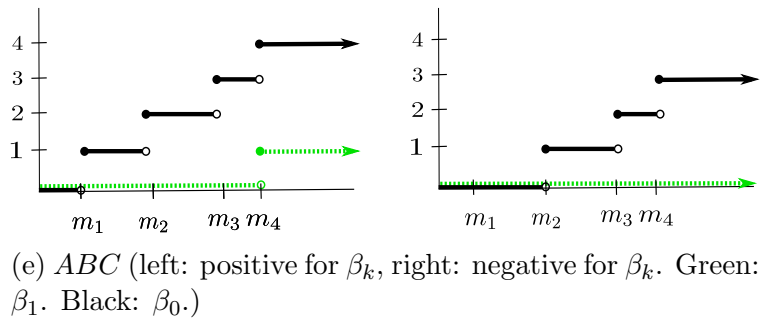 4
3
2
1
m₁ m₂ m₃ m₄
4
3
2
1
m₁ m₂ m₃ m₄
(e) ABC (left: positive for βₖ, right: negative for βₖ. Green:
β₁. Black: β₀.)